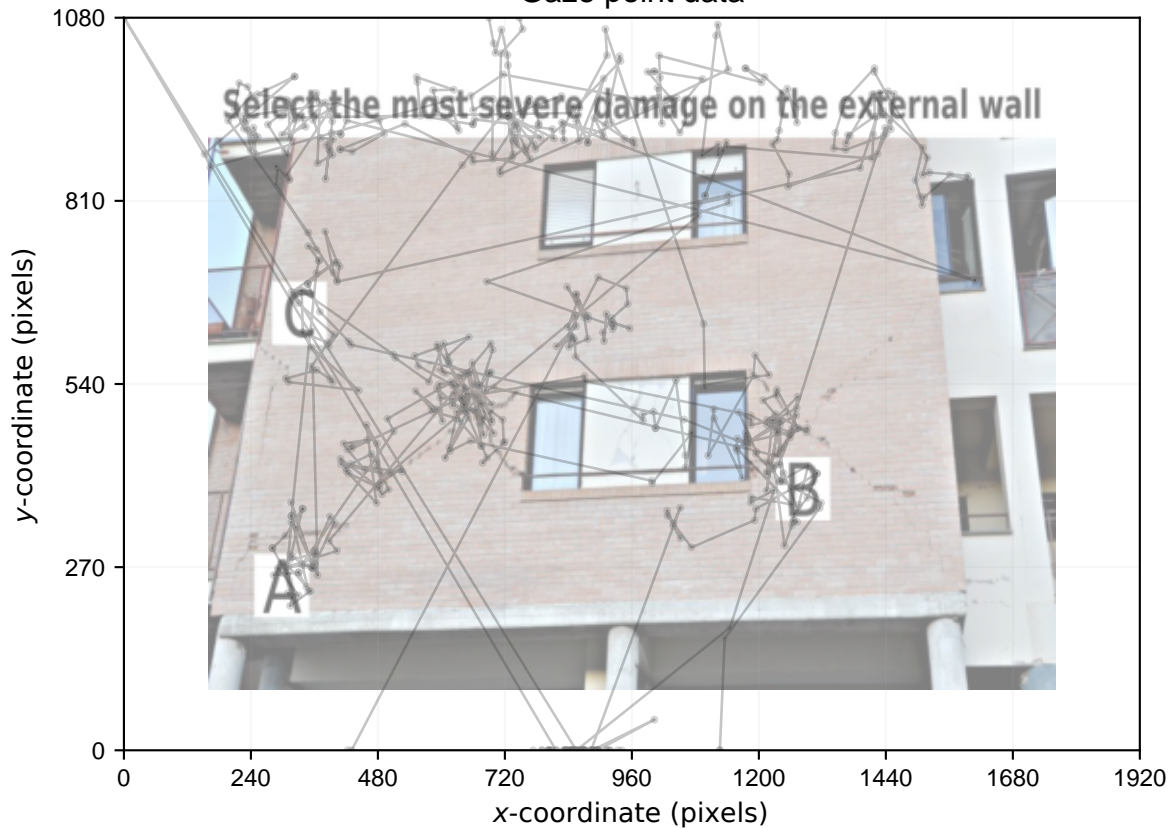 Gaze point data
1080
Select the most severe damage on the external wall
810
C
540
B
270
A
0
0 240 480 720 960 1200 1440 1680 1920
x-coordinate (pixels)
y-coordinate (pixels)